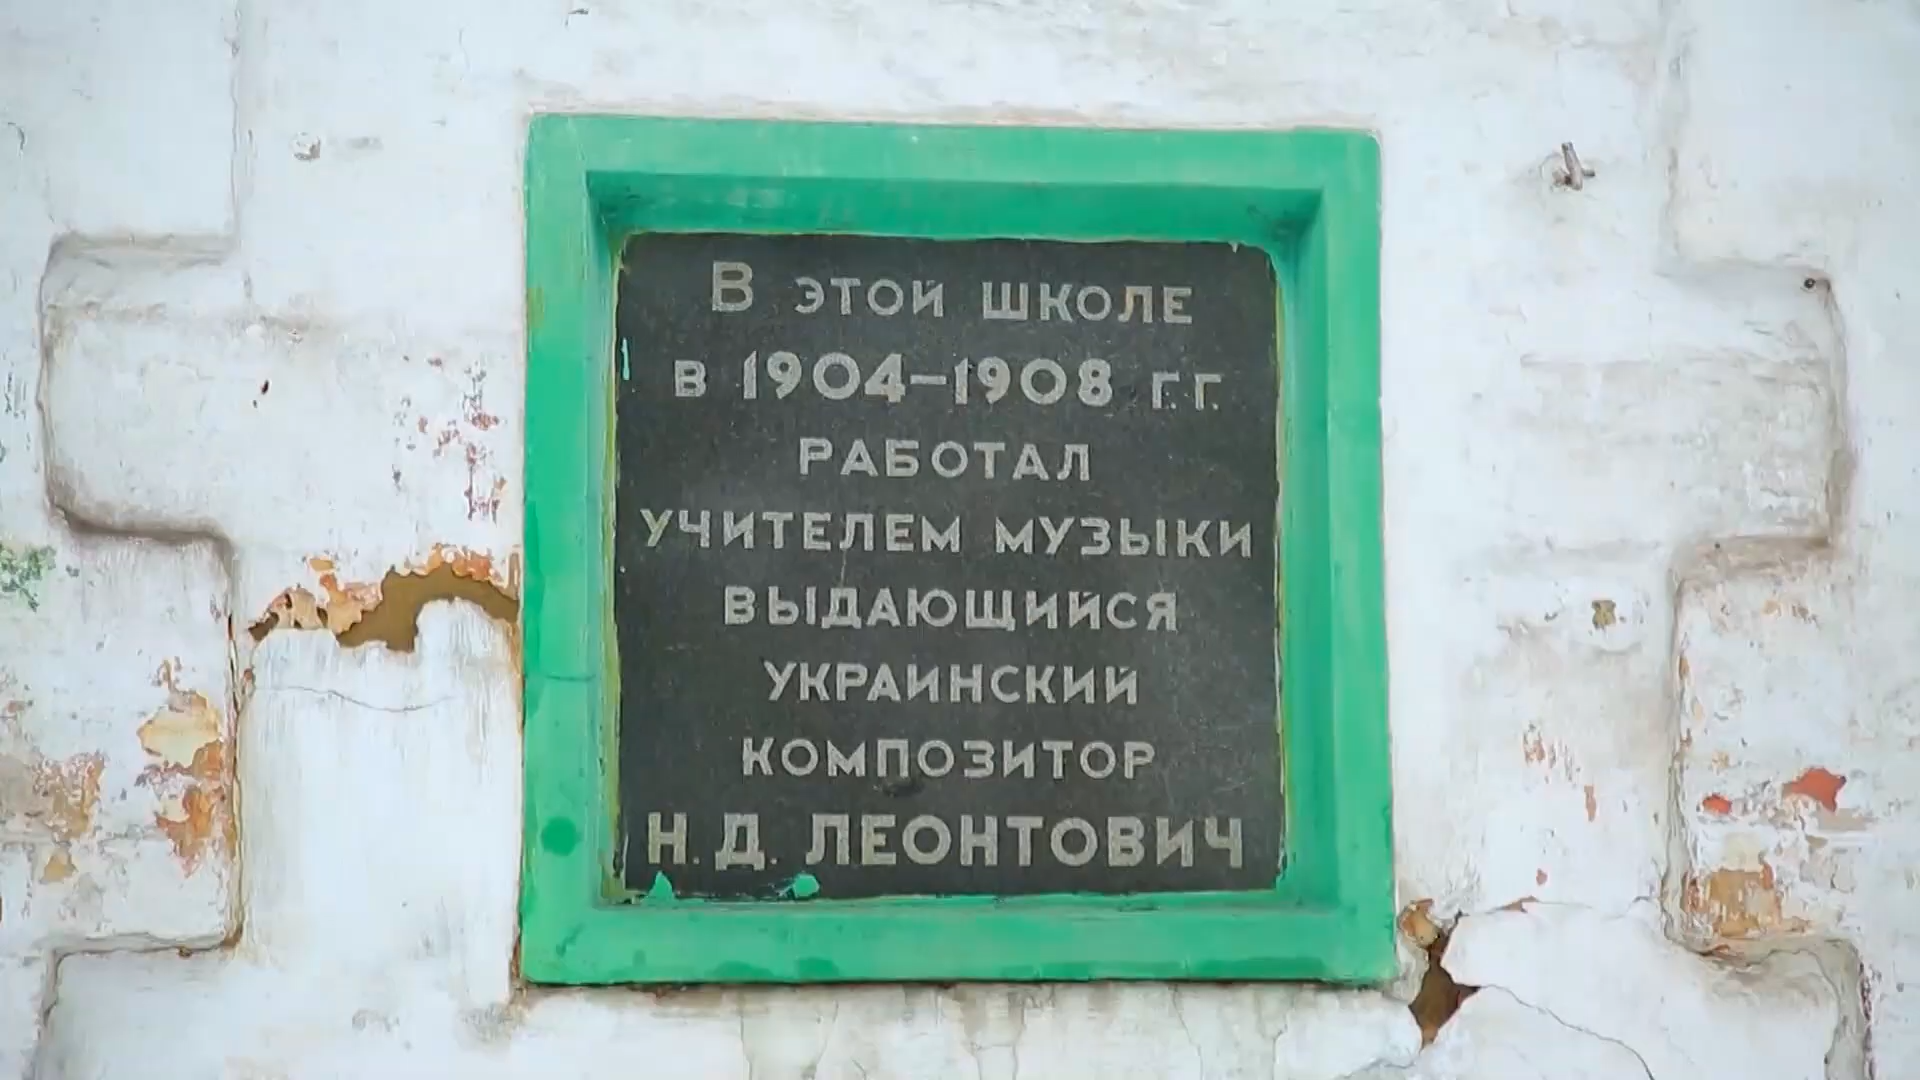 В ЭТОЙ ШКОЛЕ
В 1904–1908 Г.Г.
РАБОТАЛ
УЧИТЕЛЕМ МУЗЫКИ
ВЫДАЮЩИЙСЯ
УКРАИНСКИЙ
КОМПОЗИТОР
Н.Д. ЛЕОНТОВИЧ